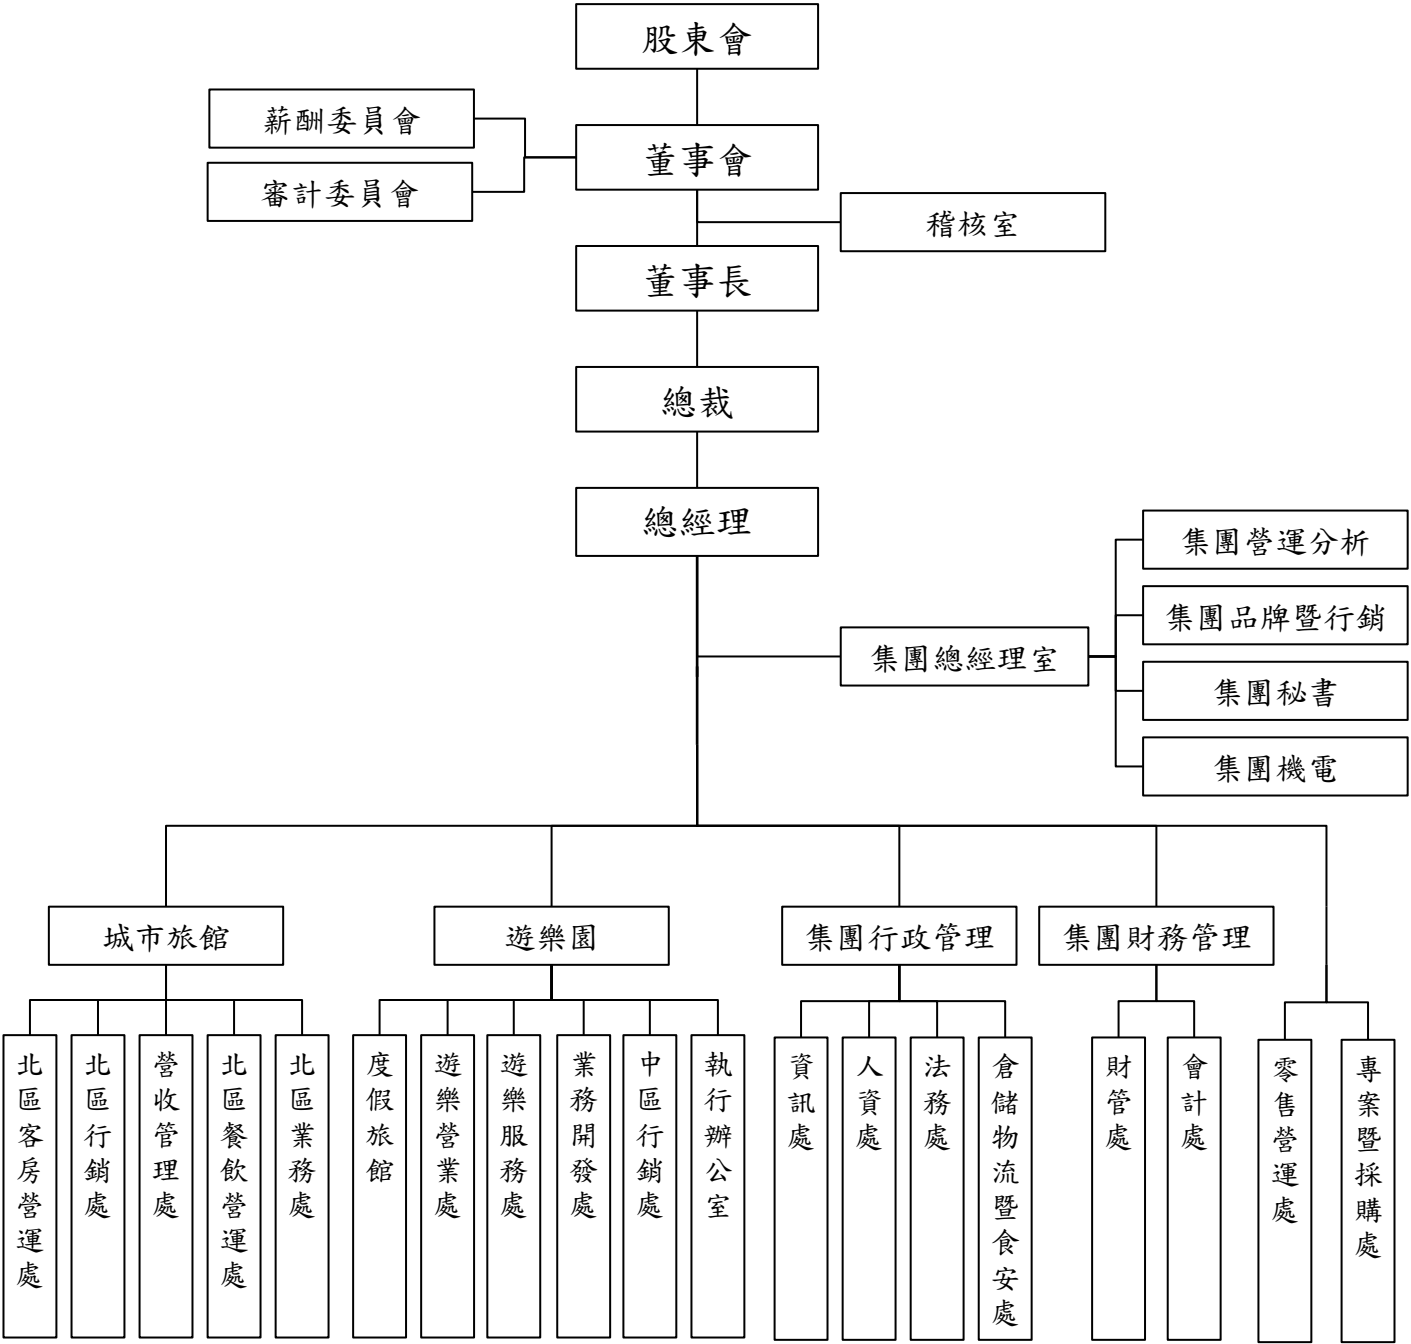 股東會
薪酬委員會
董事會
審計委員會
稽核室
董事長
總裁
總經理
集團營運分析
集團品牌暨行銷
集團總經理室
集團秘書
集團機電
城市旅館
遊樂園
集團行政管理
集團財務管理
北區客房營運處
北區行銷處
營收管理處
北區餐飲營運處
北區業務處
度假旅館
遊樂營業處
遊樂服務處
業務開發處
中區行銷處
執行辦公室
資訊處
人資處
法務處
倉儲物流暨食安處
財管處
會計處
零售營運處
專案暨採購處